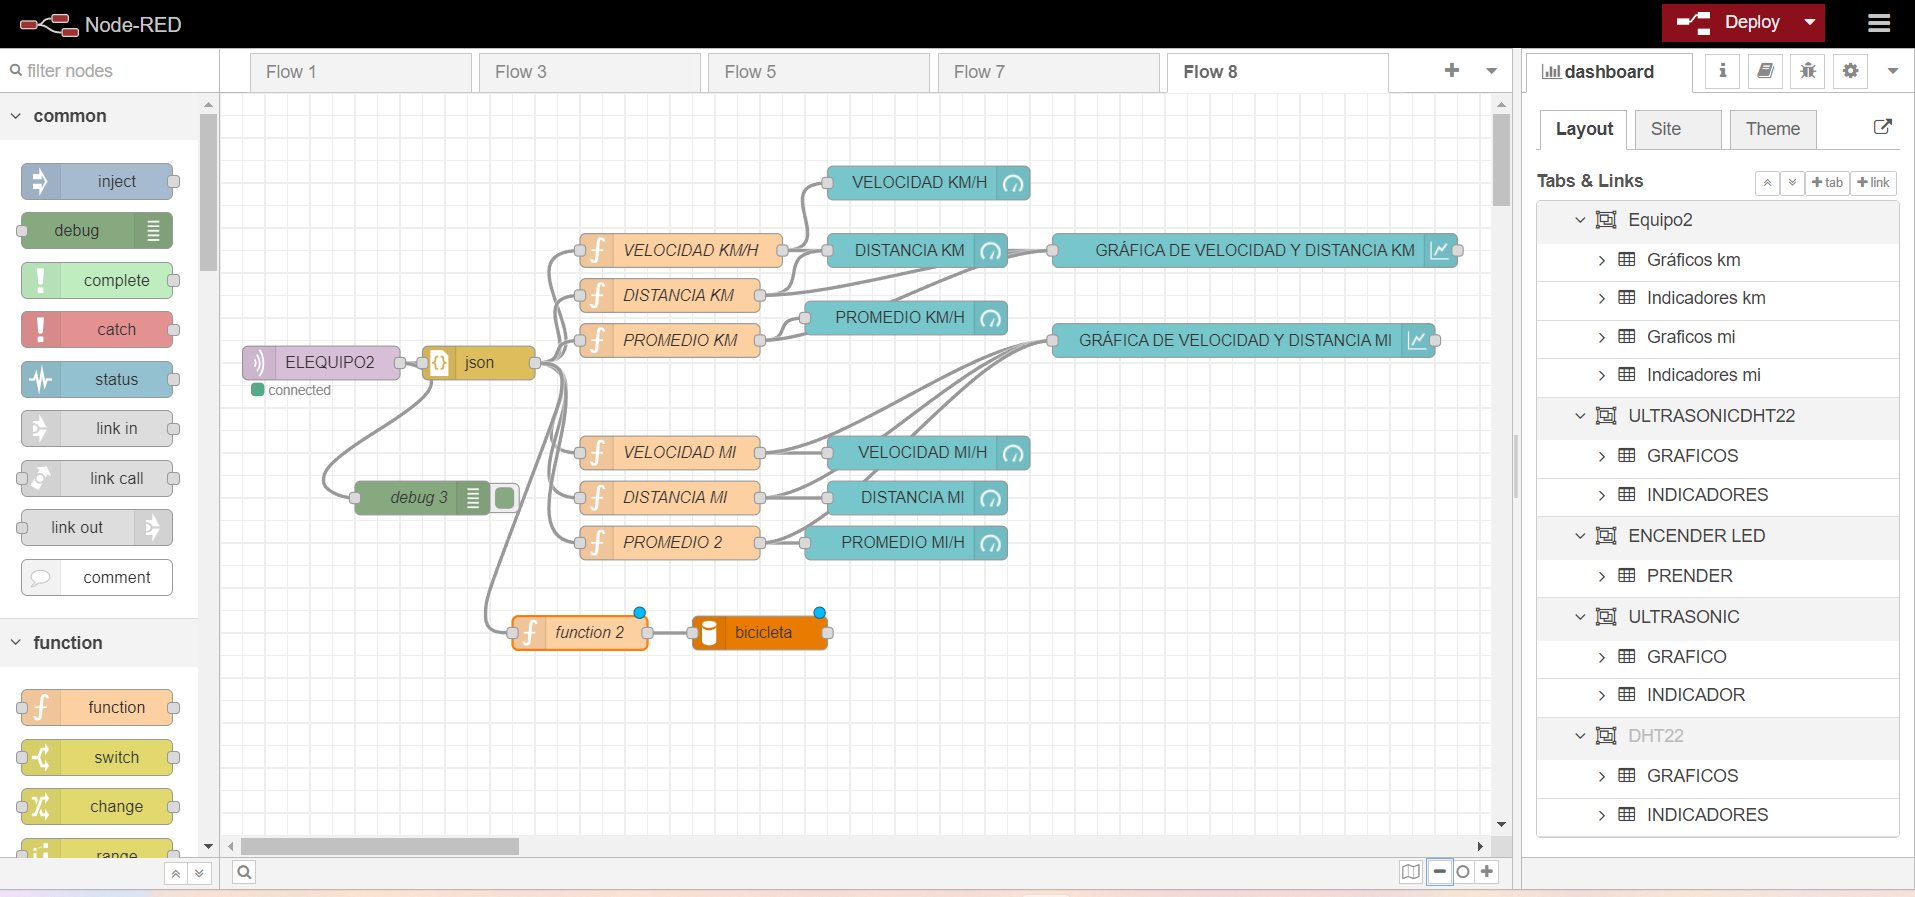 Node-RED
Deploy
filter nodes
Flow 1
Flow 3
Flow 5
Flow 7
Flow 8
dashboard
common
inject
debug
complete
catch
status
link in
link call
link out
comment
function
function
switch
change
range
VELOCIDAD KM/H
VELOCIDAD KM/H
DISTANCIA KM
GRÁFICA DE VELOCIDAD Y DISTANCIA KM
DISTANCIA KM
PROMEDIO KM/H
PROMEDIO KM
GRÁFICA DE VELOCIDAD Y DISTANCIA MI
ELEQUIPO2
json
connected
VELOCIDAD MI
VELOCIDAD MI/H
debug 3
DISTANCIA MI
DISTANCIA MI
PROMEDIO 2
PROMEDIO MI/H
function 2
bicicleta
Layout
Site
Theme
Tabs & Links
tab
link
Equipo2
Gráficos km
Indicadores km
Graficos mi
Indicadores mi
ULTRASONICDHT22
GRAFICOS
INDICADORES
ENCENDER LED
PRENDER
ULTRASONIC
GRAFICO
INDICADOR
DHT22
GRAFICOS
INDICADORES